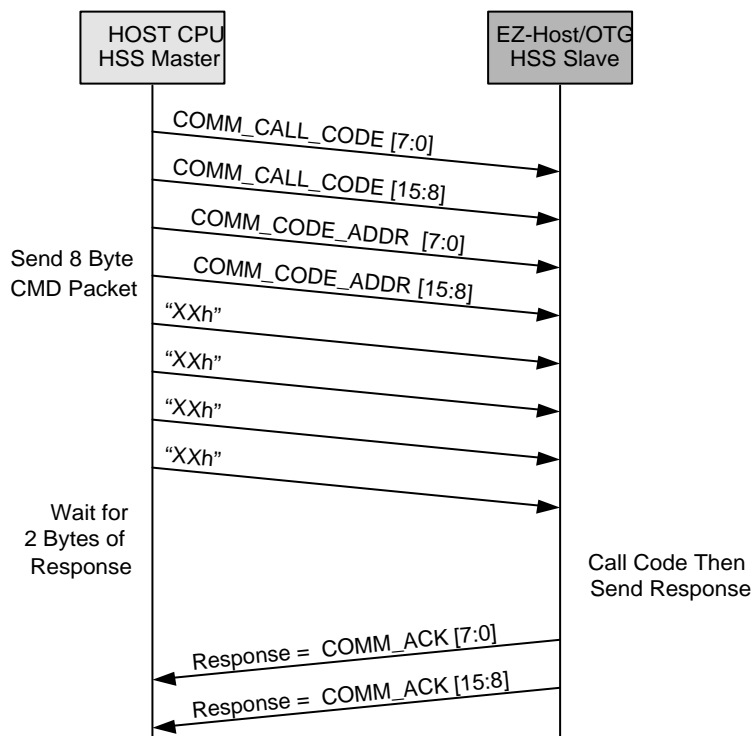 HOST CPU
HSS Master
EZ-Host/OTG
HSS Slave
COMM_CALL_CODE [7:0]
COMM_CALL_CODE [15:8]
COMM_CODE_ADDR [7:0]
Send 8 Byte
CMD Packet
COMM_CODE_ADDR [15:8]
“XXh”
“XXh”
“XXh”
“XXh”
Wait for
2 Bytes of
Response
Call Code Then
Send Response
Response = COMM_ACK [7:0]
Response = COMM_ACK [15:8]